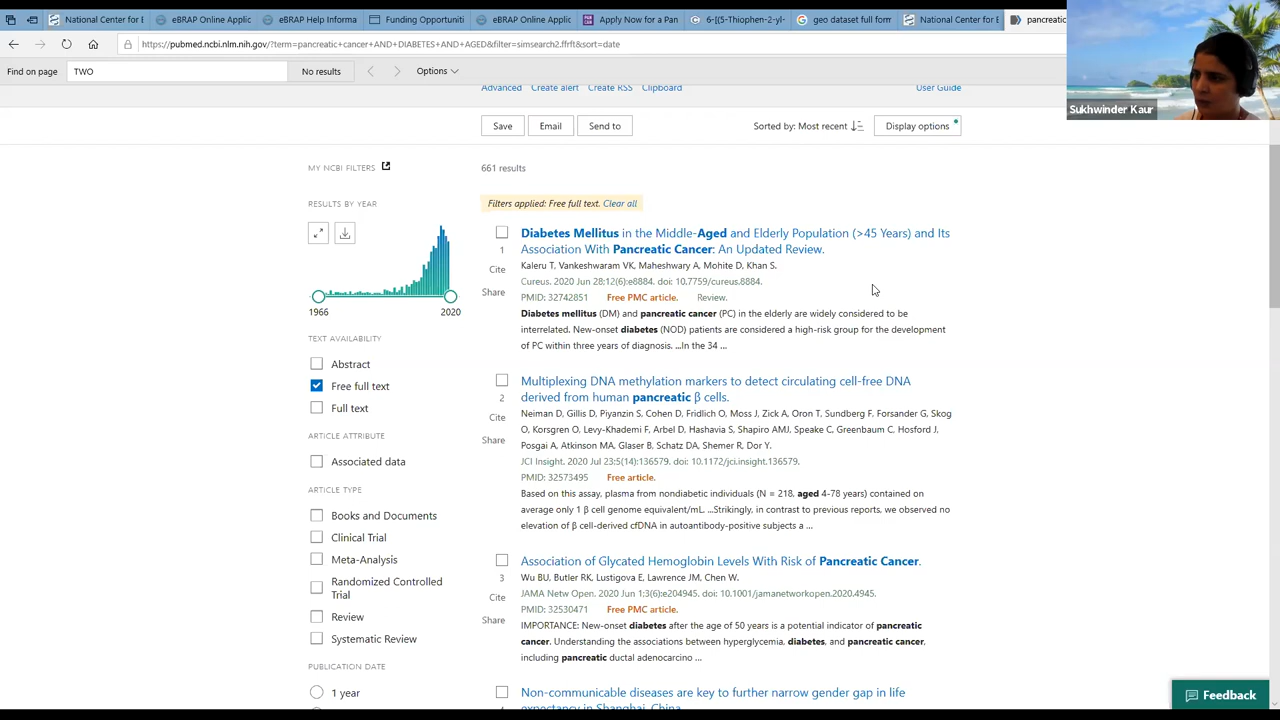 National Center for B
eBRAP Online Applic
eBRAP Help Informa
Funding Opportuniti
eBRAP Online Applic
Apply Now for a Pan
6-[(5-Thiophen-2-yl-
geo dataset full form
National Center for B
pancreatic
https://pubmed.ncbi.nlm.nih.gov/?term=pancreatic+cancer+AND+DIABETES+AND+AGED&filter=simsearch2.ffrft&sort=date
Find on page
TWO
No results
Options
Sukhwinder Kaur
Advanced
Create alert
Create RSS
Clipboard
User Guide
Save
Email
Send to
Sorted by: Most recent
Display options
MY NCBI FILTERS
661 results
RESULTS BY YEAR
Filters applied: Free full text. Clear all
1966
2020
TEXT AVAILABILITY
Abstract
Free full text
Full text
ARTICLE ATTRIBUTE
Associated data
ARTICLE TYPE
Books and Documents
Clinical Trial
Meta-Analysis
Randomized Controlled
Trial
Review
Systematic Review
PUBLICATION DATE
1 year
1
Cite
Share
Diabetes Mellitus in the Middle-Aged and Elderly Population (>45 Years) and Its
Association With Pancreatic Cancer: An Updated Review.
Kaleru T, Vankeshwaram VK, Maheshwary A, Mohite D, Khan S.
Cureus. 2020 Jun 28;12(6):e8884. doi: 10.7759/cureus.8884.
PMID: 32742851 Free PMC article. Review.
Diabetes mellitus (DM) and pancreatic cancer (PC) in the elderly are widely considered to be
interrelated. New-onset diabetes (NOD) patients are considered a high-risk group for the development
of PC within three years of diagnosis. ...In the 34 ...
2
Cite
Share
Multiplexing DNA methylation markers to detect circulating cell-free DNA
derived from human pancreatic β cells.
Neiman D, Gillis D, Piyanzin S, Cohen D, Fridlich O, Moss J, Zick A, Oron T, Sundberg F, Forsander G, Skog
O, Korsgren O, Levy-Khademi F, Arbel D, Hashavia S, Shapiro AMJ, Speake C, Greenbaum C, Hosford J,
Posgai A, Atkinson MA, Glaser B, Schatz DA, Shemer R, Dor Y.
JCI Insight. 2020 Jul 23;5(14):136579. doi: 10.1172/jci.insight.136579.
PMID: 32573495 Free article.
Based on this assay, plasma from nondiabetic individuals (N = 218, aged 4-78 years) contained on
average only 1 β cell genome equivalent/mL. ...Strikingly, in contrast to previous reports, we observed no
elevation of β cell-derived cfDNA in autoantibody-positive subjects a ...
3
Cite
Share
Association of Glycated Hemoglobin Levels With Risk of Pancreatic Cancer.
Wu BU, Butler RK, Lustigova E, Lawrence JM, Chen W.
JAMA Netw Open. 2020 Jun 1;3(6):e204945. doi: 10.1001/jamanetworkopen.2020.4945.
PMID: 32530471 Free PMC article.
IMPORTANCE: New-onset diabetes after the age of 50 years is a potential indicator of pancreatic
cancer. Understanding the associations between hyperglycemia, diabetes, and pancreatic cancer,
including pancreatic ductal adenocarcino ...
Non-communicable diseases are key to further narrow gender gap in life
expectancy in Shanghai, China.
Feedback